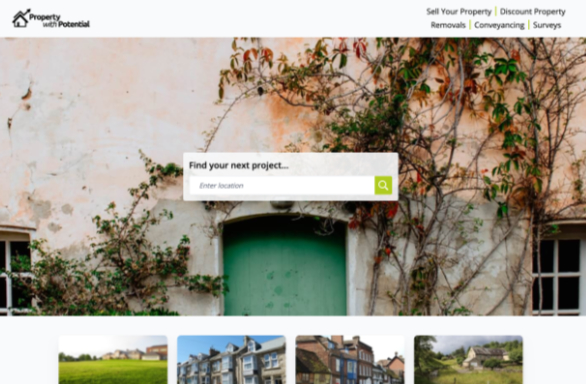 Property
with Potential
Sell Your Property | Discount Property
Removals | Conveyancing | Surveys
Find your next project...
Enter location